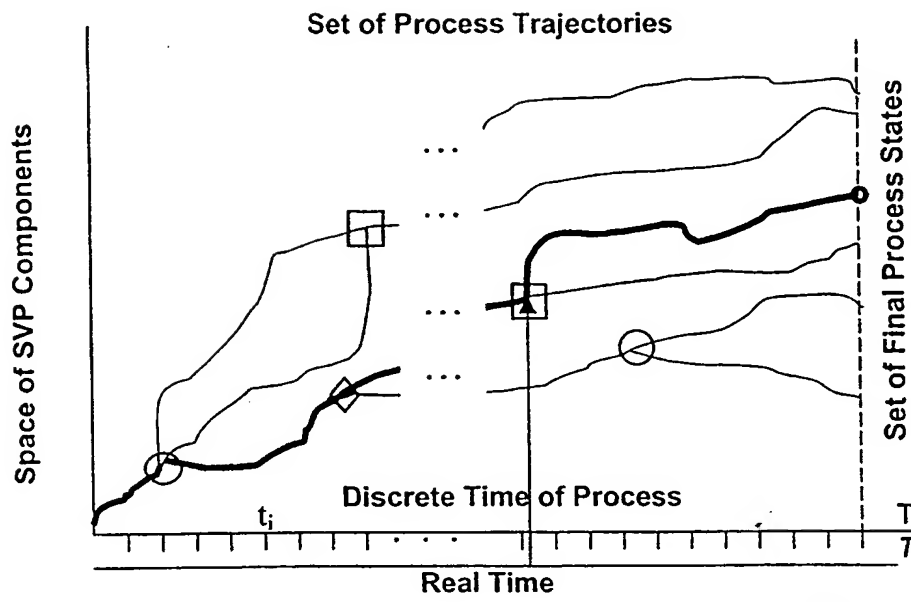 Set of Process Trajectories
Space of SVP Components
Set of Final Process States
...
...
...
...
Discrete Time of Process
tᵢ
T
T
Real Time